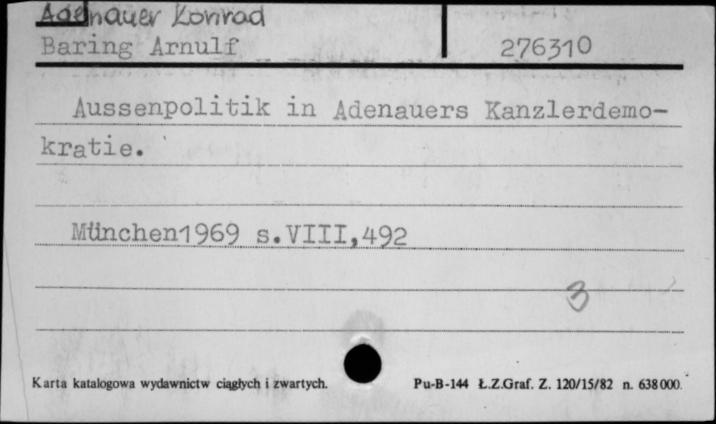 Adenauer Konrad
Baring Arnulf 276310
Aussenpolitik in Adenauers Kanzlerdemo-
kratie.
München1969 s.VIII,492
3
Karta katalogowa wydawnictw ciągłych i zwartych. Pu-B-144 Ł.Z.Graf. Z. 120/15/82 n. 638000.